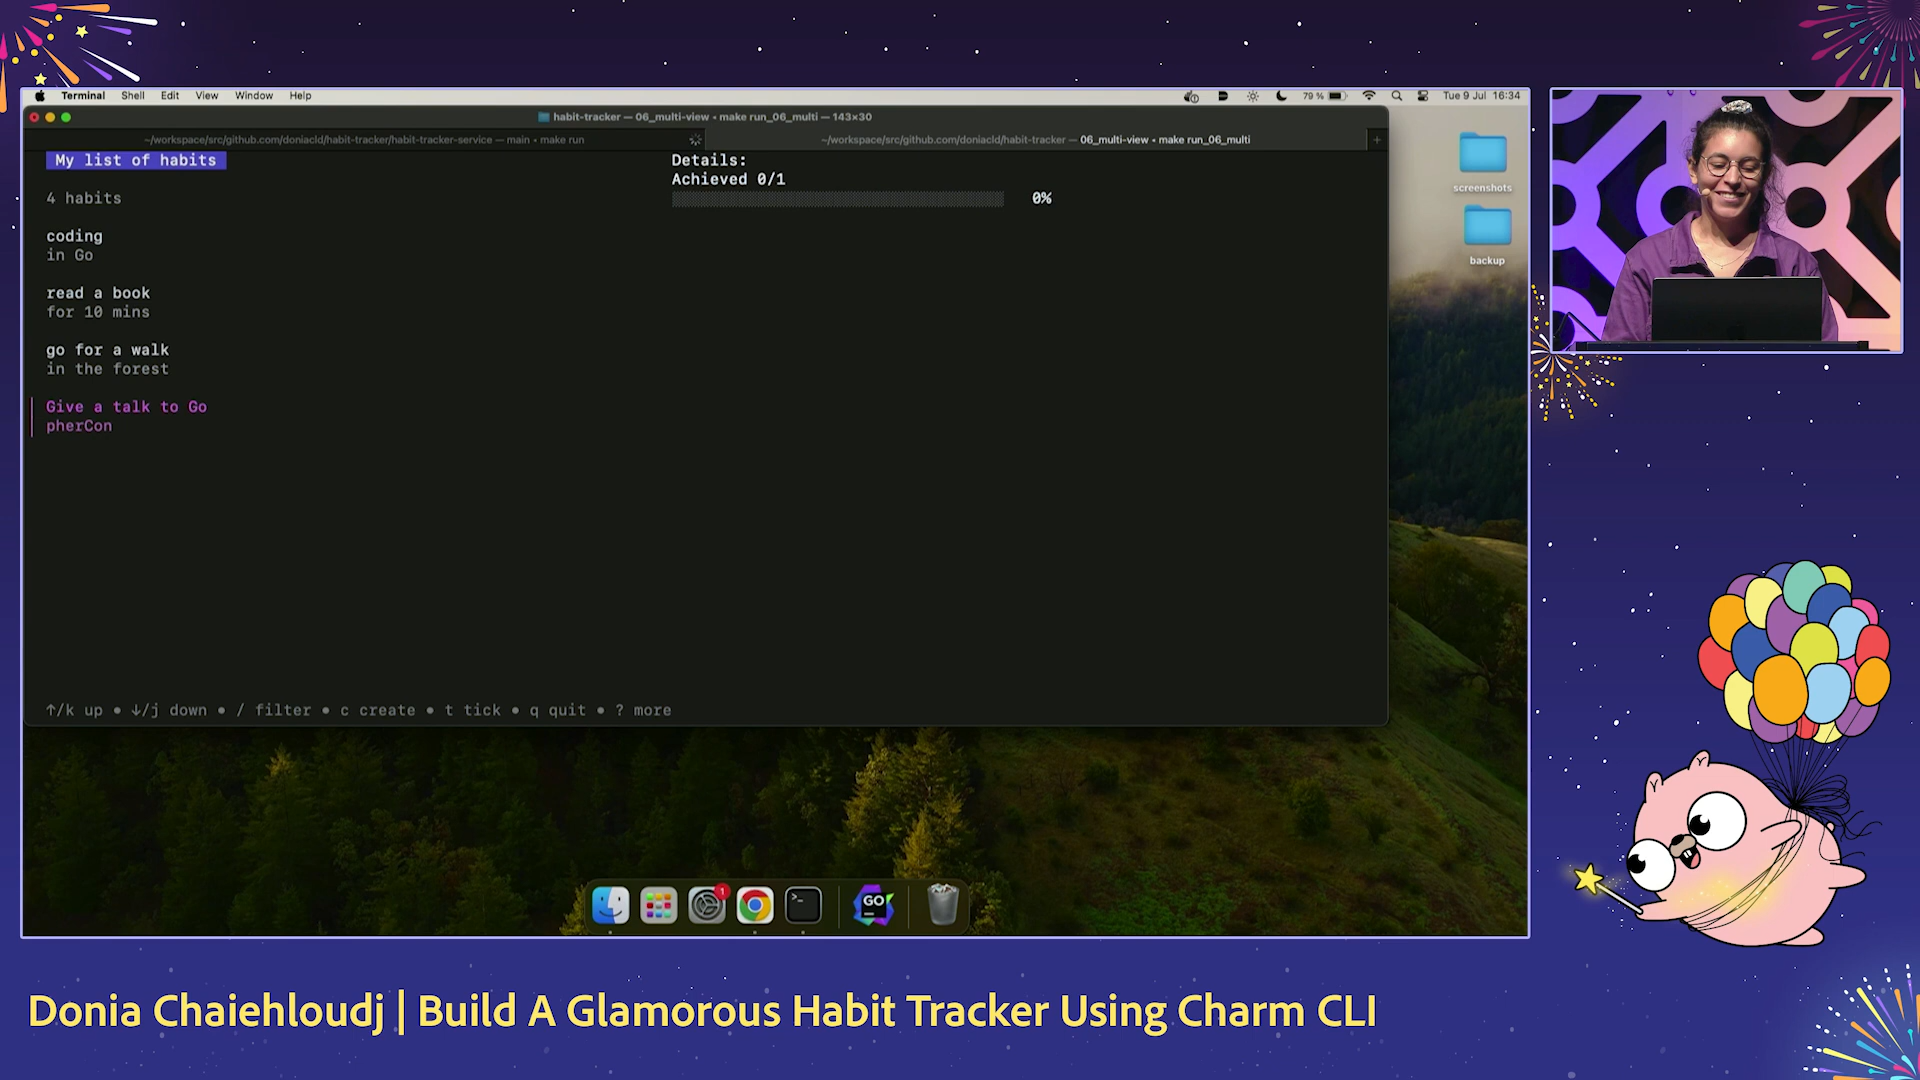 Terminal Shell Edit View Window Help
79 % Tue 9 Jul 16:34
habit-tracker — 06_multi-view • make run_06_multi — 143×30
~/workspace/src/github.com/doniacld/habit-tracker/habit-tracker-service — main • make run
~/workspace/src/github.com/doniacld/habit-tracker — 06_multi-view • make run_06_multi
+
My list of habits
4 habits
coding
in Go
read a book
for 10 mins
go for a walk
in the forest
Give a talk to Go
pherCon
Details:
Achieved 0/1
0%
↑/k up • ↓/j down • / filter • c create • t tick • q quit • ? more
screenshots
backup
1
>_
GO
Donia Chaiehloudj | Build A Glamorous Habit Tracker Using Charm CLI